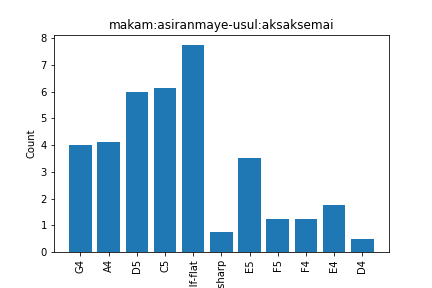 makam:asiranmaye-usul:aksaksemai
Count
8
7
6
5
4
3
2
1
0
G4
A4
D5
C5
lf-flat
sharp
E5
F5
F4
E4
D4